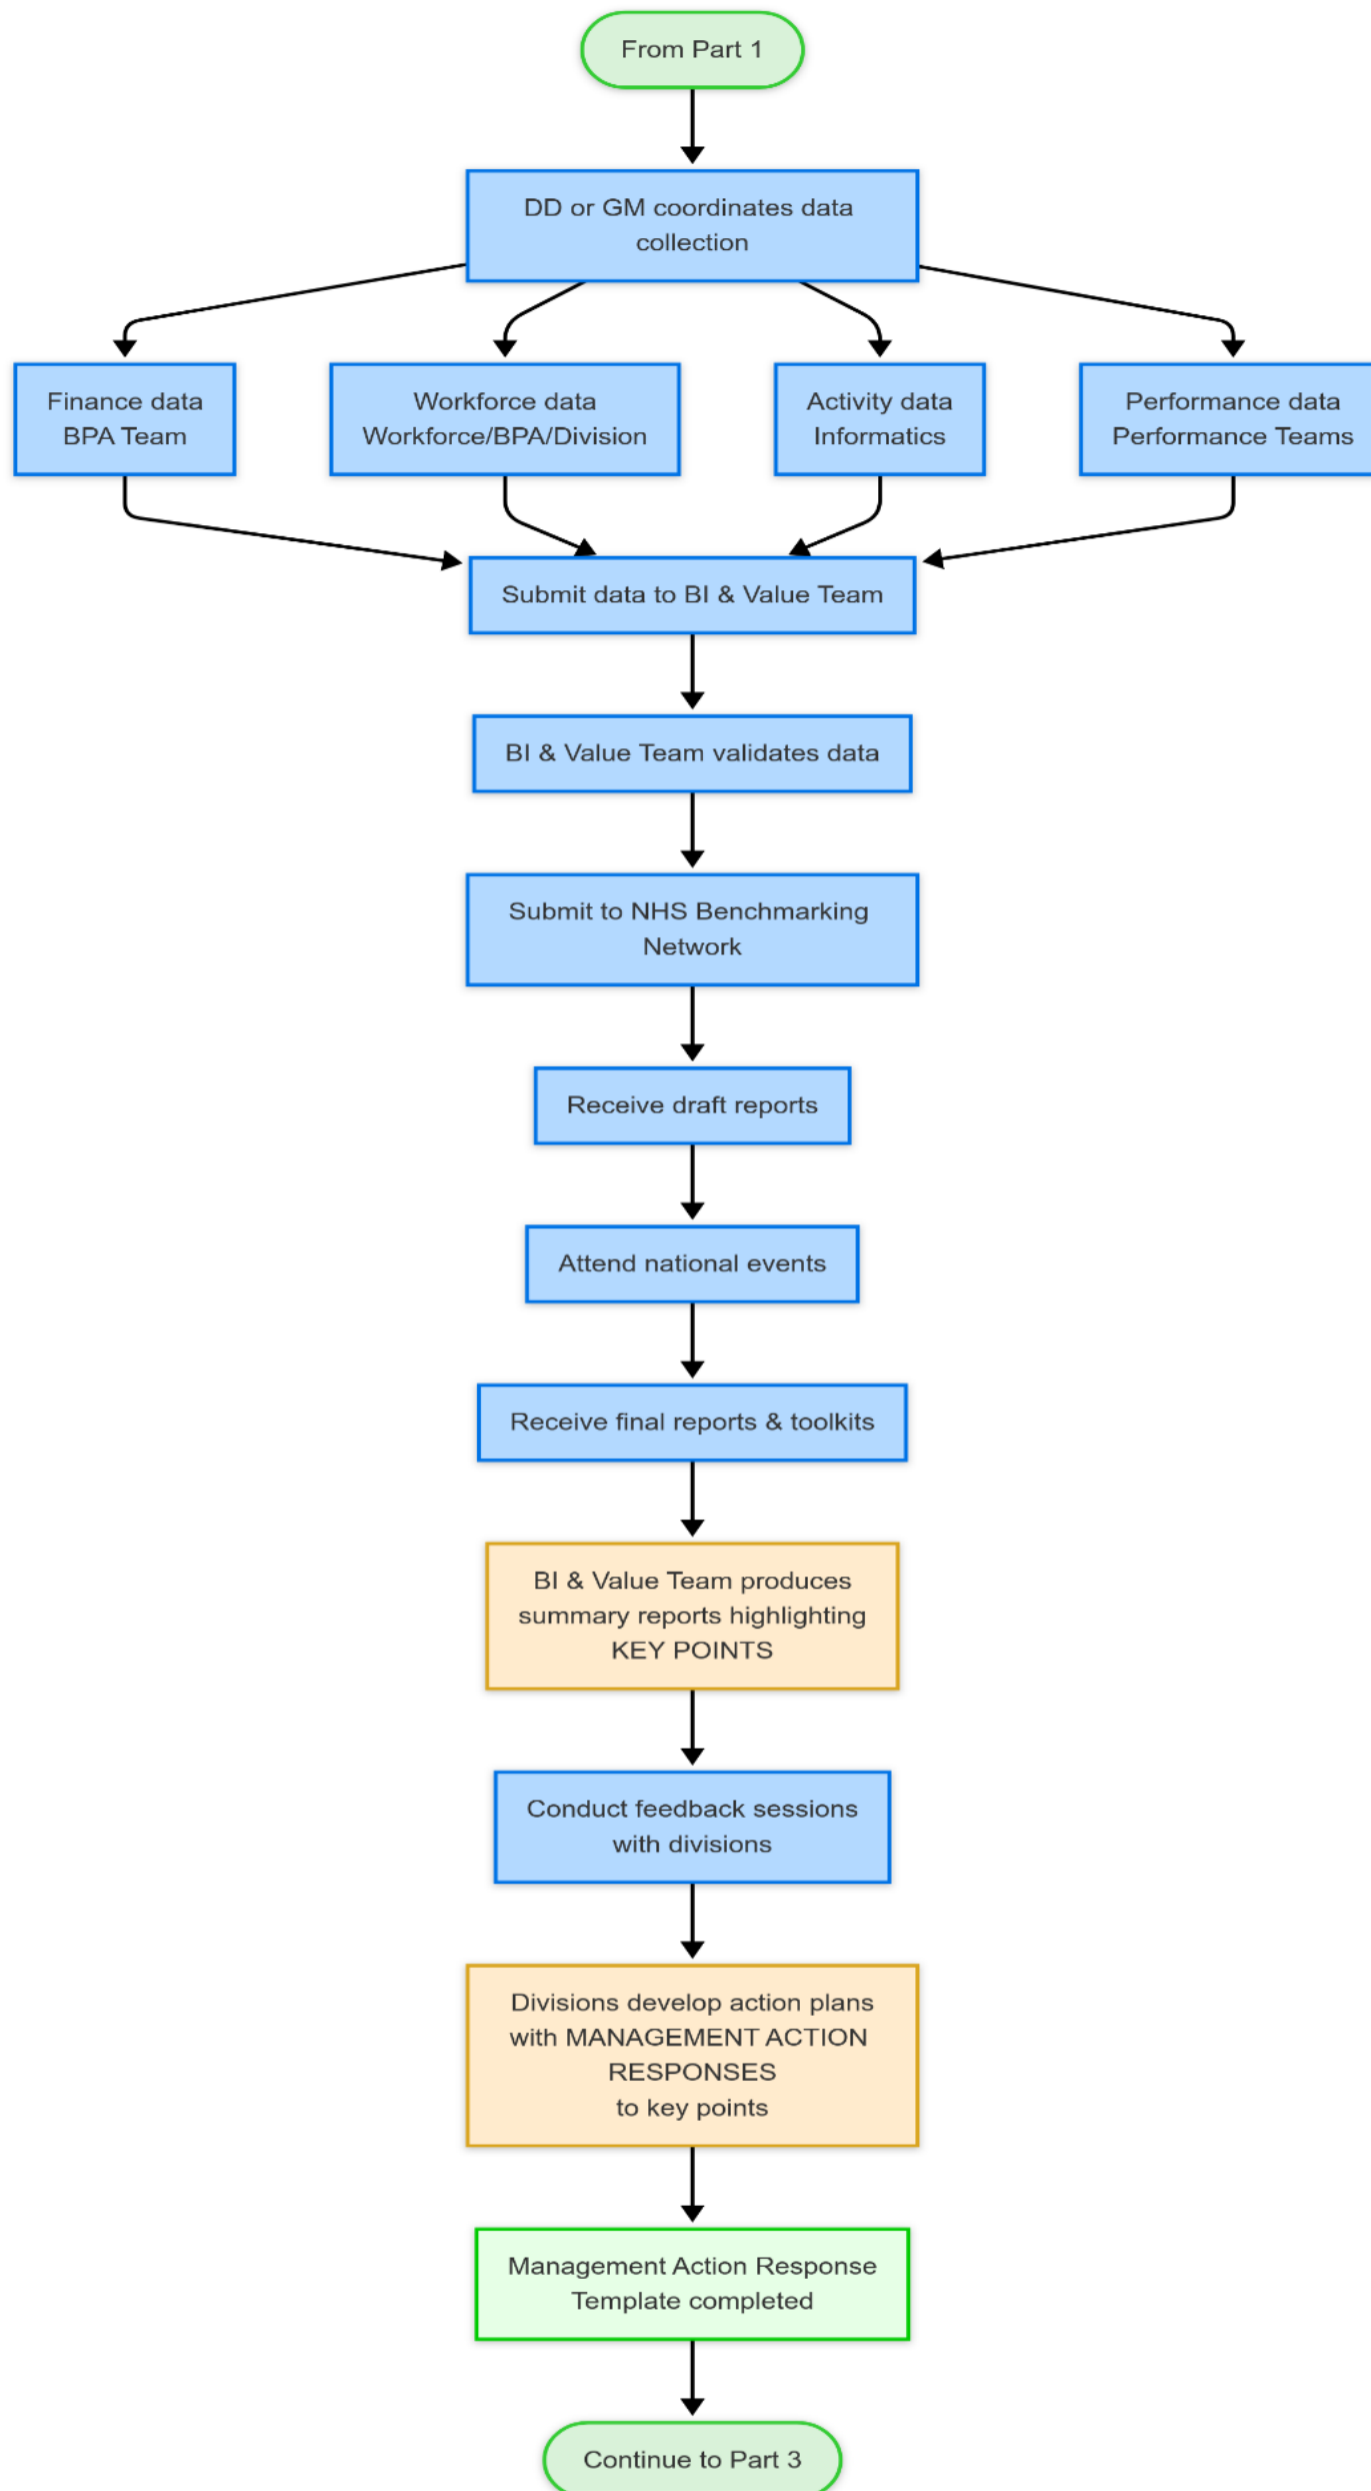 From Part 1
DD or GM coordinates data
collection
Finance data
BPA Team
Workforce data
Workforce/BPA/Division
Activity data
Informatics
Performance data
Performance Teams
Submit data to BI & Value Team
BI & Value Team validates data
Submit to NHS Benchmarking
Network
Receive draft reports
Attend national events
Receive final reports & toolkits
BI & Value Team produces
summary reports highlighting
KEY POINTS
Conduct feedback sessions
with divisions
Divisions develop action plans
with MANAGEMENT ACTION
RESPONSES
to key points
Management Action Response
Template completed
Continue to Part 3